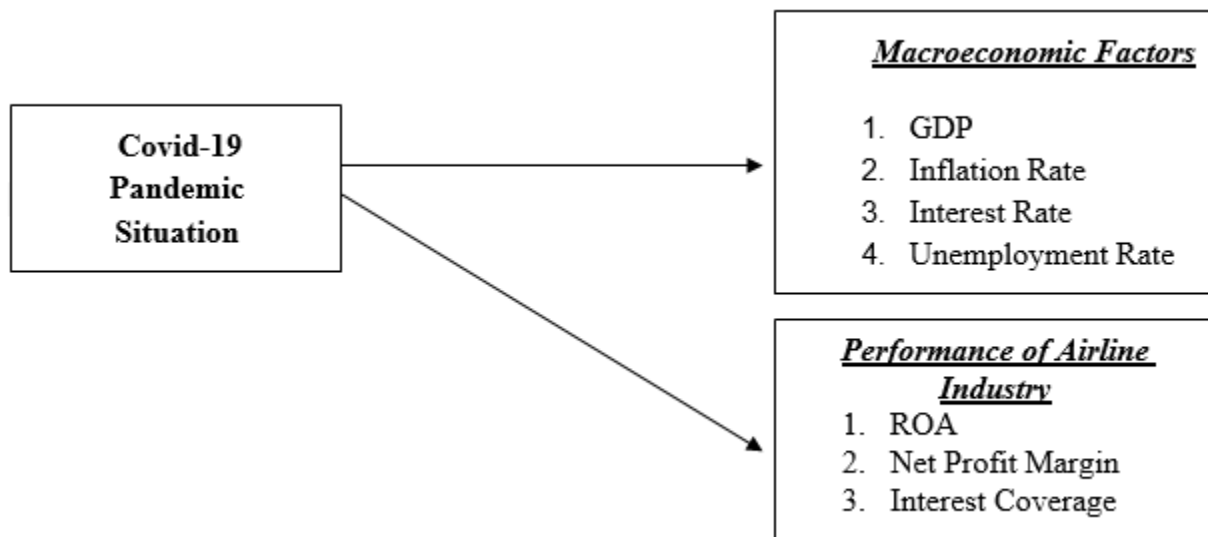 Covid-19
Pandemic
Situation
Macroeconomic Factors
1. GDP
2. Inflation Rate
3. Interest Rate
4. Unemployment Rate
Performance of Airline
Industry
1. ROA
2. Net Profit Margin
3. Interest Coverage